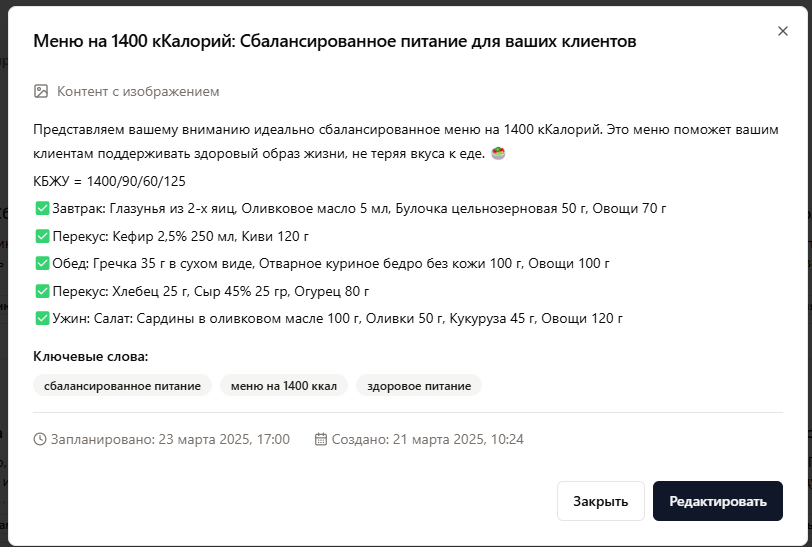 Меню на 1400 кКалорий: Сбалансированное питание для ваших клиентов
Контент с изображением
Представляем вашему вниманию идеально сбалансированное меню на 1400 кКалорий. Это меню поможет вашим
клиентам поддерживать здоровый образ жизни, не теряя вкуса к еде. 🥗
КБЖУ = 1400/90/60/125
✅Завтрак: Глазунья из 2-х яиц, Оливковое масло 5 мл, Булочка цельнозерновая 50 г, Овощи 70 г
✅Перекус: Кефир 2,5% 250 мл, Киви 120 г
✅Обед: Гречка 35 г в сухом виде, Отварное куриное бедро без кожи 100 г, Овощи 100 г
✅Перекус: Хлебец 25 г, Сыр 45% 25 гр, Огурец 80 г
✅Ужин: Салат: Сардины в оливковом масле 100 г, Оливки 50 г, Кукуруза 45 г, Овощи 120 г
Ключевые слова:
сбалансированное питание меню на 1400 ккал здоровое питание
Запланировано: 23 марта 2025, 17:00 Создано: 21 марта 2025, 10:24
Закрыть Редактировать